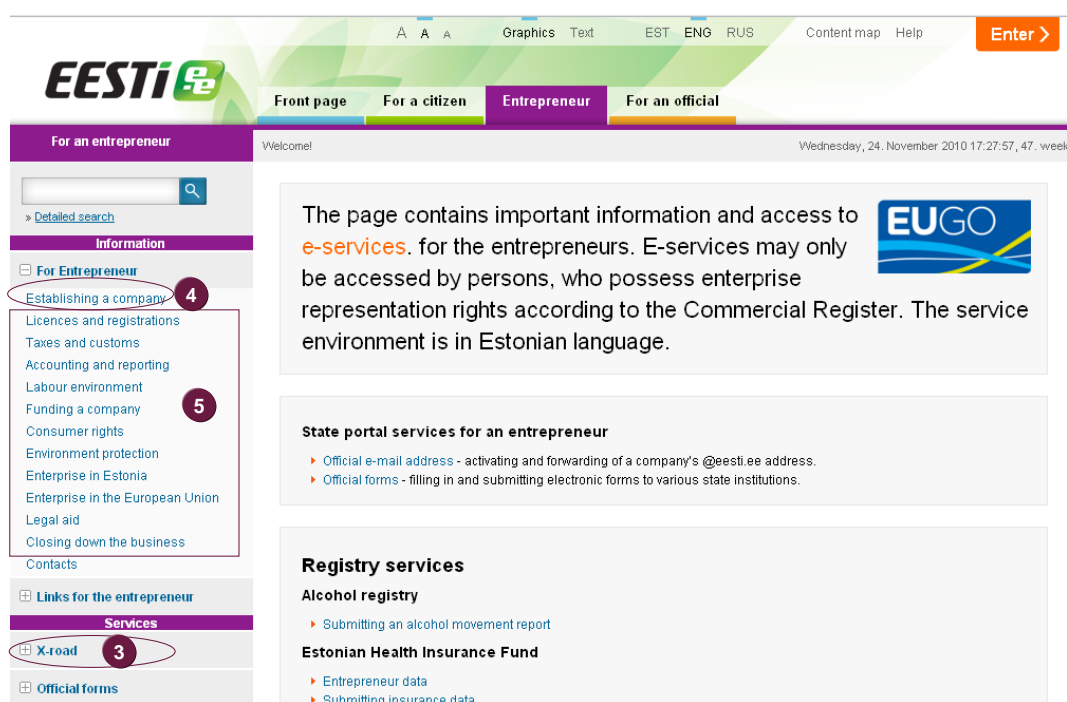 A A A Graphics Text EST ENG RUS Content map Help Enter
EESTi ee
Front page For a citizen Entrepreneur For an official
For an entrepreneur
Welcome! Wednesday, 24. November 2010 17:27:57, 47. week
» Detailed search
Information
For Entrepreneur
Establishing a company 4
Licences and registrations
Taxes and customs
Accounting and reporting
Labour environment
Funding a company 5
Consumer rights
Environment protection
Enterprise in Estonia
Enterprise in the European Union
Legal aid
Closing down the business
Contacts
Links for the entrepreneur
Services
X-road 3
Official forms
The page contains important information and access to
e-services. for the entrepreneurs. E-services may only
be accessed by persons, who possess enterprise
representation rights according to the Commercial Register. The service
environment is in Estonian language.
EUGO
State portal services for an entrepreneur
Official e-mail address - activating and forwarding of a company's @eesti.ee address.
Official forms - filling in and submitting electronic forms to various state institutions.
Registry services
Alcohol registry
Submitting an alcohol movement report
Estonian Health Insurance Fund
Entrepreneur data
Submitting insurance data